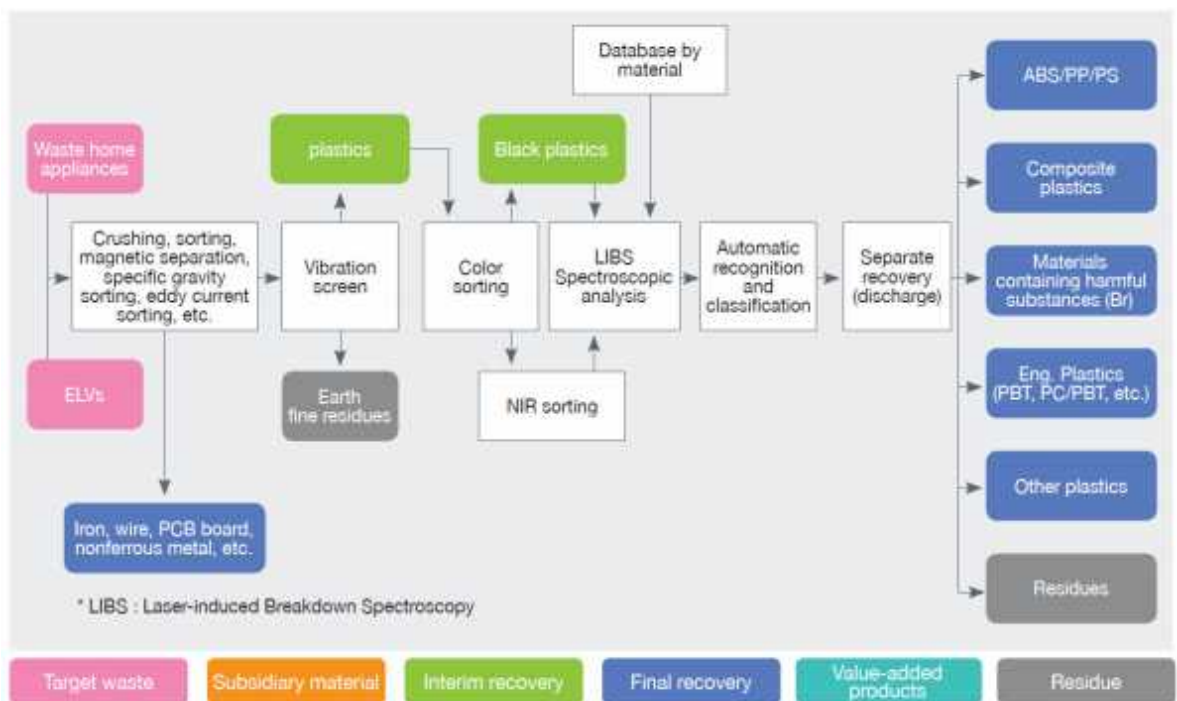 Database by
material
ABS/PP/PS
Waste home
appliances
plastics
Black plastics
Composite
plastics
Crushing, sorting,
magnetic separation,
specific gravity
sorting, eddy current
sorting, etc.
Vibration
screen
Color
sorting
LIBS
Spectroscopic
analysis
Automatic
recognition
and
classification
Separate
recovery
(discharge)
Materials
containing harmful
substances (Br)
ELVs
Earth
fine residues
NIR sorting
Eng. Plastics
(PBT, PC/PBT, etc.)
Other plastics
Iron, wire, PCB board,
nonferrous metal, etc.
Residues
* LIBS : Laser-induced Breakdown Spectroscopy
Target waste
Subsidiary material
Interim recovery
Final recovery
Value-added
products
Residue